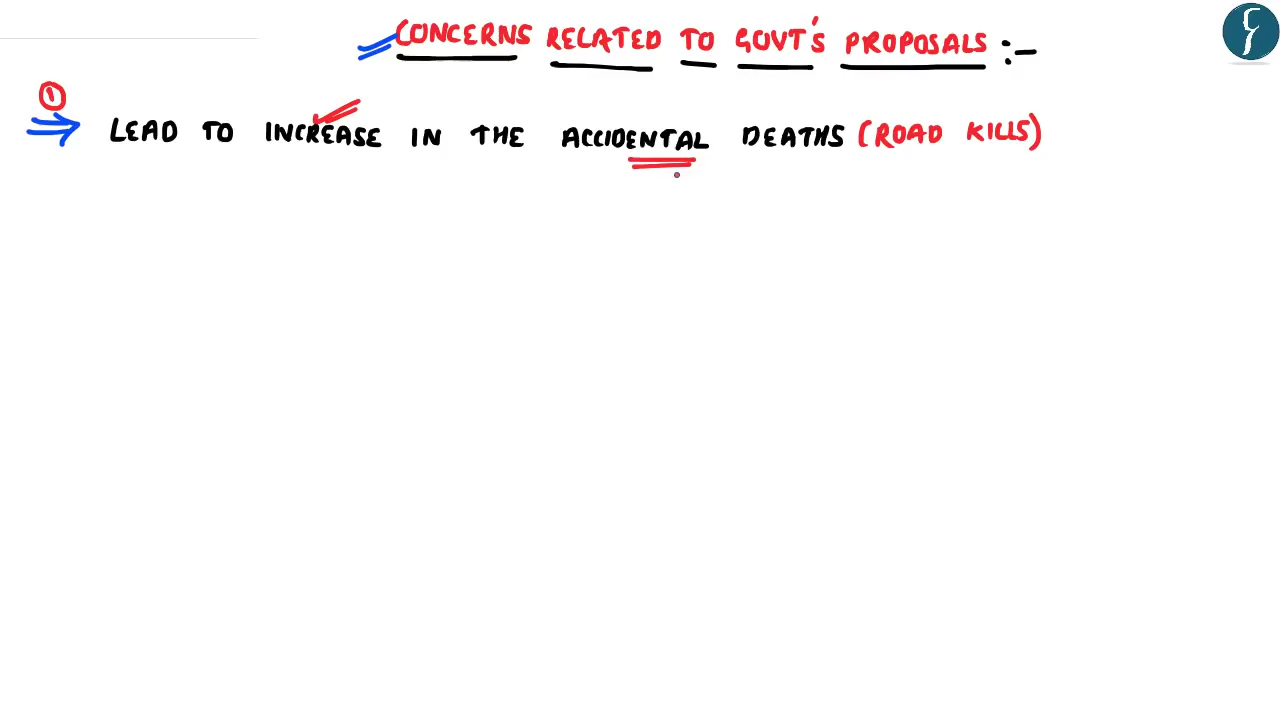 CONCERNS RELATED TO GOVT'S PROPOSALS :-
① LEAD TO INCREASE IN THE ACCIDENTAL DEATHS (ROAD KILLS)